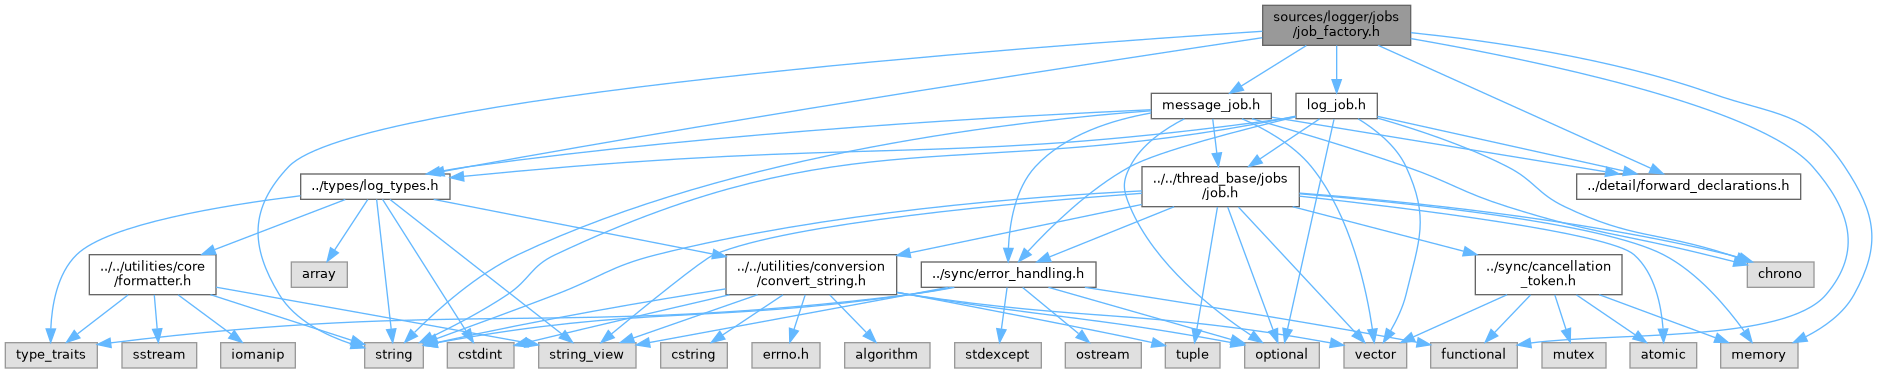 sources/logger/jobs
/job_factory.h
message_job.h
log_job.h
../types/log_types.h
../../thread_base/jobs
/job.h
../detail/forward_declarations.h
../../utilities/core
/formatter.h
array
../../utilities/conversion
/convert_string.h
../sync/error_handling.h
../sync/cancellation
_token.h
chrono
type_traits
sstream
iomanip
string
cstdint
string_view
cstring
errno.h
algorithm
stdexcept
ostream
tuple
optional
vector
functional
mutex
atomic
memory